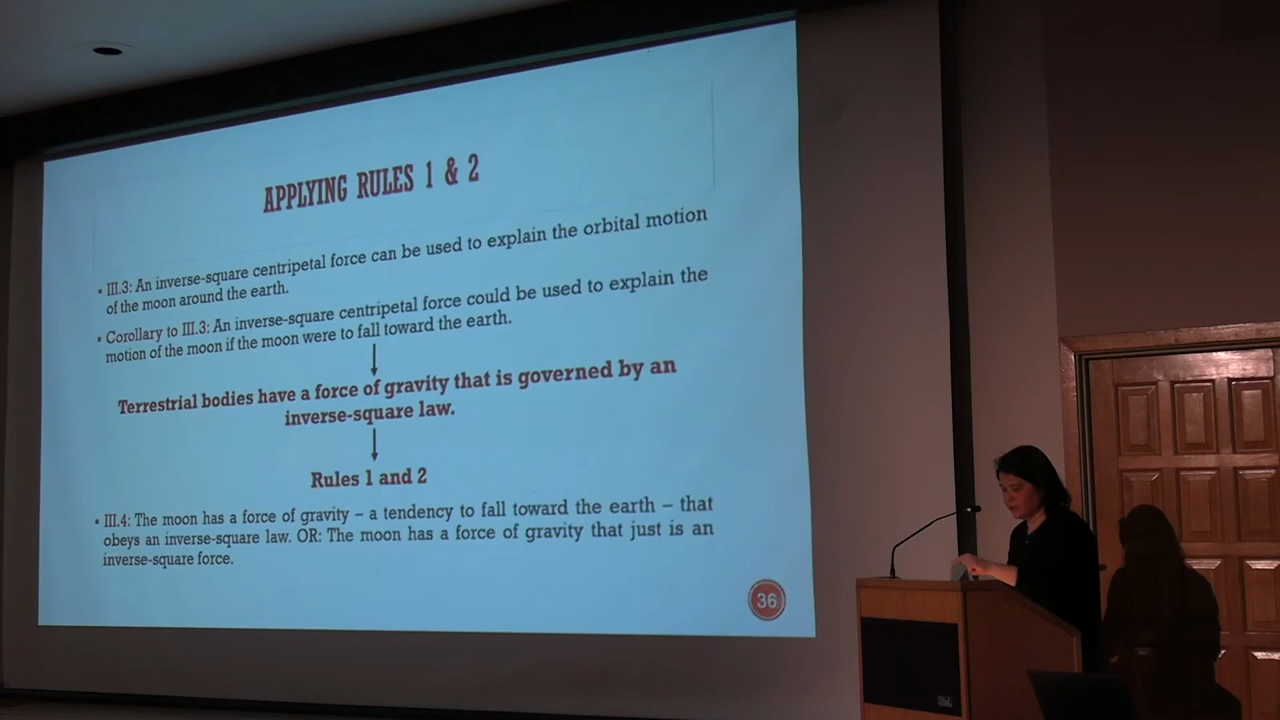 APPLYING RULES 1 & 2
▪ III.3: An inverse-square centripetal force can be used to explain the orbital motion
of the moon around the earth.
▪ Corollary to III.3: An inverse-square centripetal force could be used to explain the
motion of the moon if the moon were to fall toward the earth.
Terrestrial bodies have a force of gravity that is governed by an
inverse-square law.
Rules 1 and 2
▪ III.4: The moon has a force of gravity – a tendency to fall toward the earth – that
obeys an inverse-square law. OR: The moon has a force of gravity that just is an
inverse-square force.
36